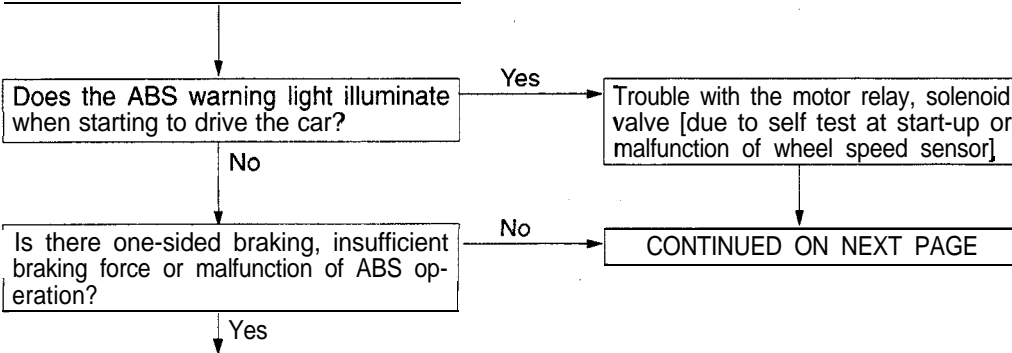 Does the ABS warning light illuminate
when starting to drive the car?
Yes
Trouble with the motor relay, solenoid
valve [due to self test at start-up or
malfunction of wheel speed sensor]
No
Is there one-sided braking, insufficient
braking force or malfunction of ABS op-
eration?
No
CONTINUED ON NEXT PAGE
Yes